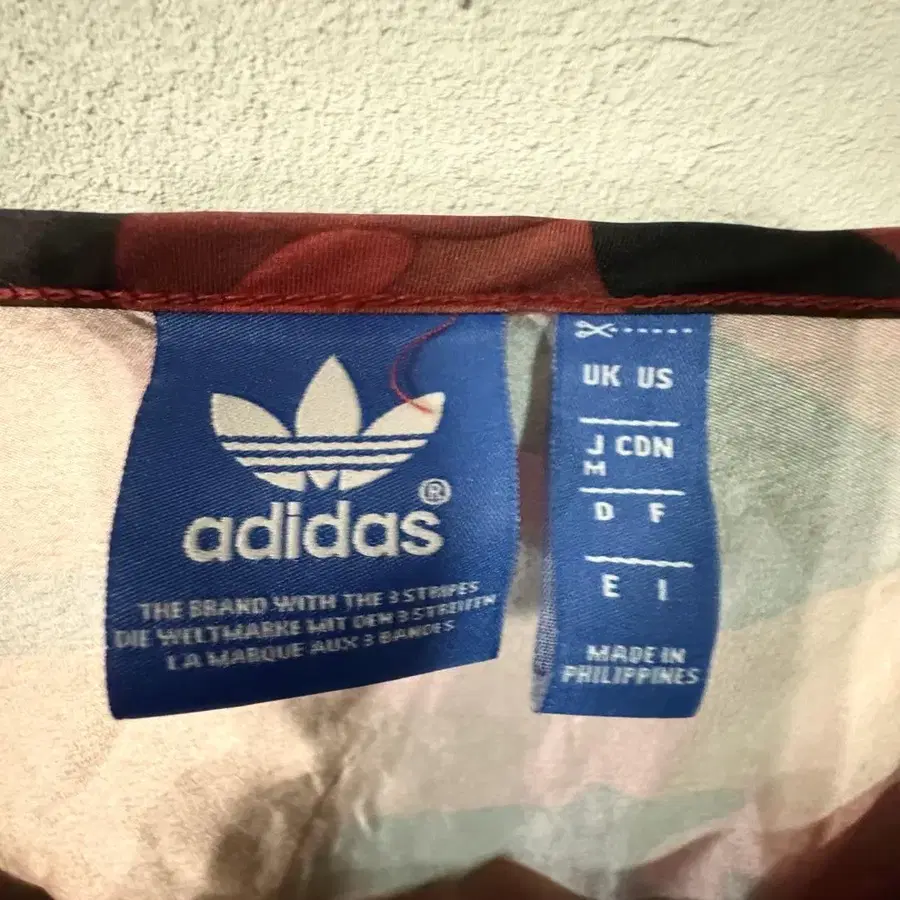 adidas®
THE BRAND WITH THE 3 STRIPES
DIE WELTMARKE MIT DEN 3 STREIFEN
LA MARQUE AUX 3 BANDES
UK US
J CDN
M
D F
E I
MADE IN
PHILIPPINES